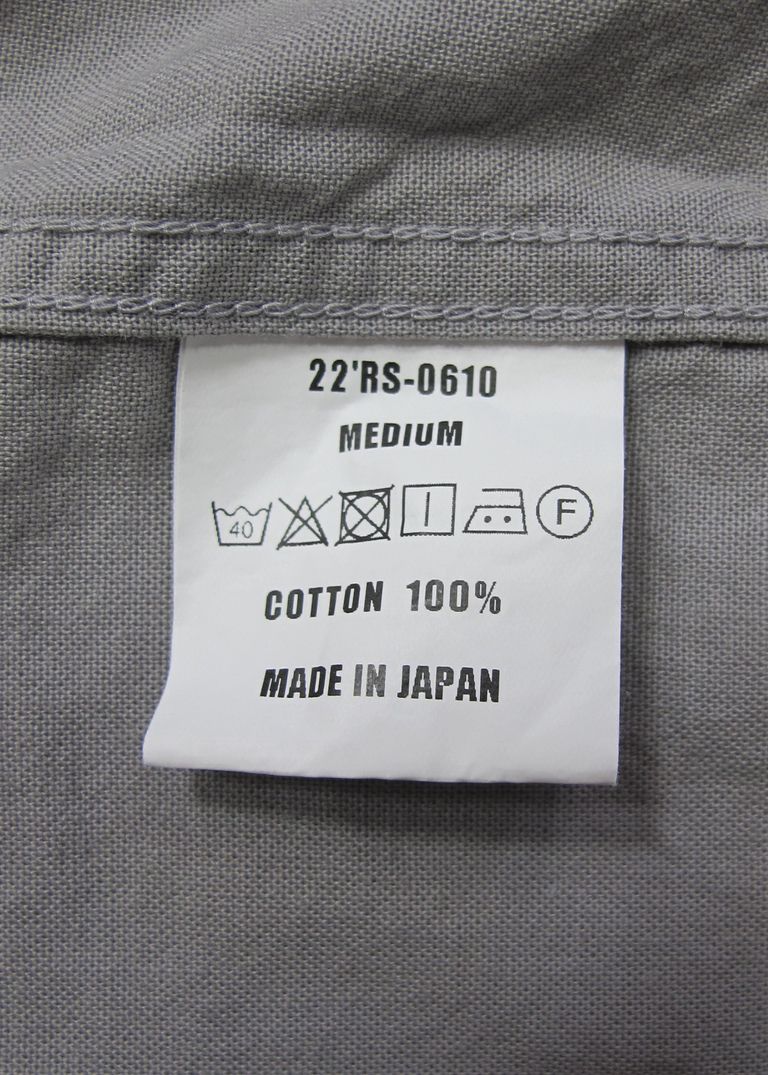 22'RS-0610
MEDIUM
40 F
COTTON 100%
MADE IN JAPAN